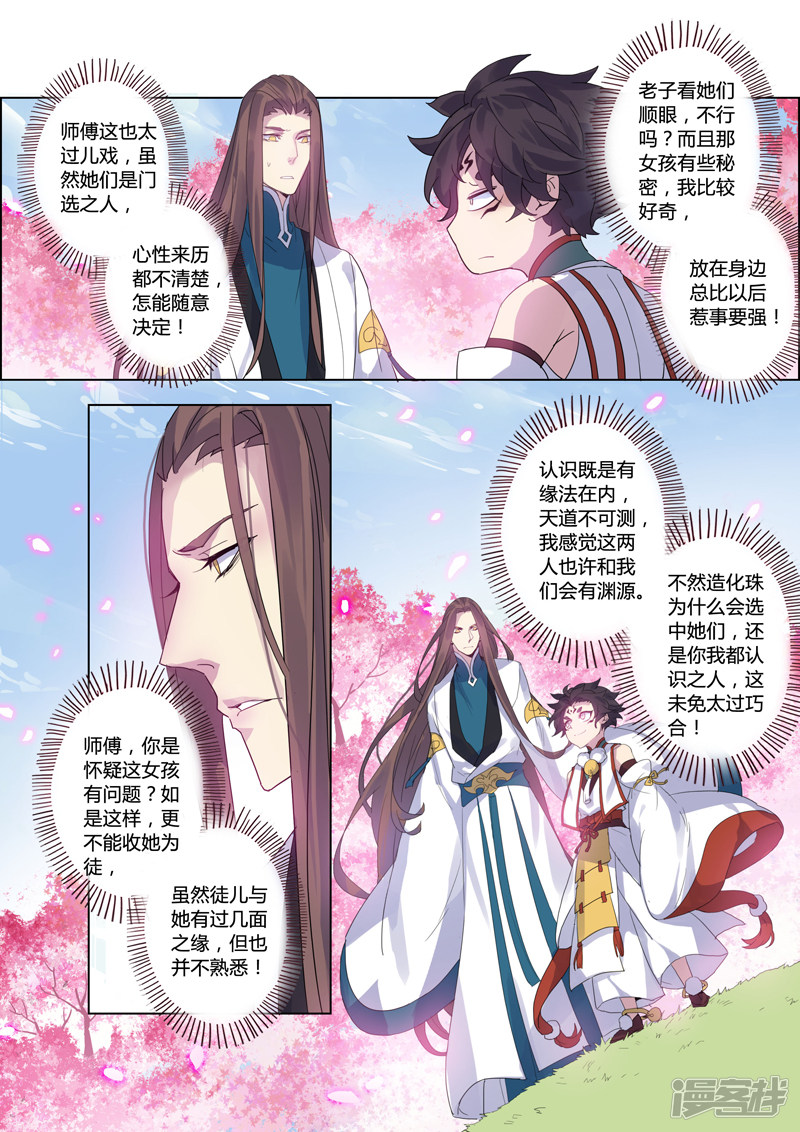 师傅这也太
过儿戏，虽
然她们是门
选之人，
心性来历
都不清楚，
怎能随意
决定！
老子看她们
顺眼，不行
吗？而且那
女孩有些秘
密，我比较
好奇，
放在身边
总比以后
惹事要强！
师傅，你是
怀疑这女孩
有问题？如
是这样，更
不能收她为
徒，
虽然徒儿与
她有过几面
之缘，但也
并不熟悉！
认识既是有
缘法在内，
天道不可测，
我感觉这两
人也许和我
们会有渊源。
不然造化珠
为什么会选
中她们，还
是你我都认
识之人，这
未免太过巧
合！
漫客栈